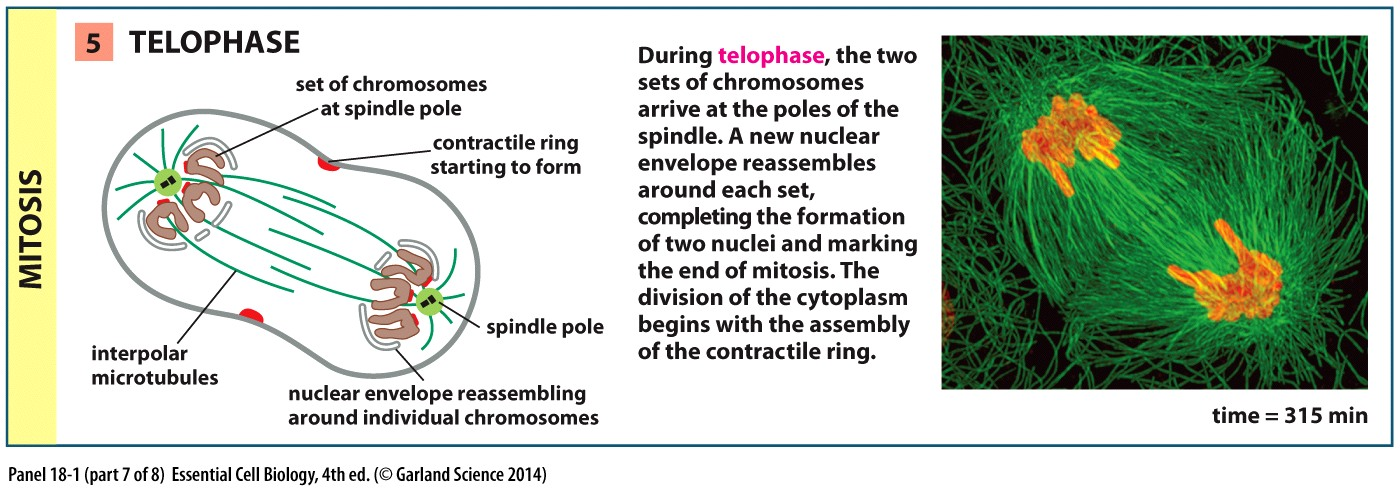 MITOSIS
5 TELOPHASE
set of chromosomes
at spindle pole
contractile ring
starting to form
interpolar
microtubules
spindle pole
nuclear envelope reassembling
around individual chromosomes
During telophase, the two
sets of chromosomes
arrive at the poles of the
spindle. A new nuclear
envelope reassembles
around each set,
completing the formation
of two nuclei and marking
the end of mitosis. The
division of the cytoplasm
begins with the assembly
of the contractile ring.
time = 315 min
Panel 18-1 (part 7 of 8) Essential Cell Biology, 4th ed. (© Garland Science 2014)